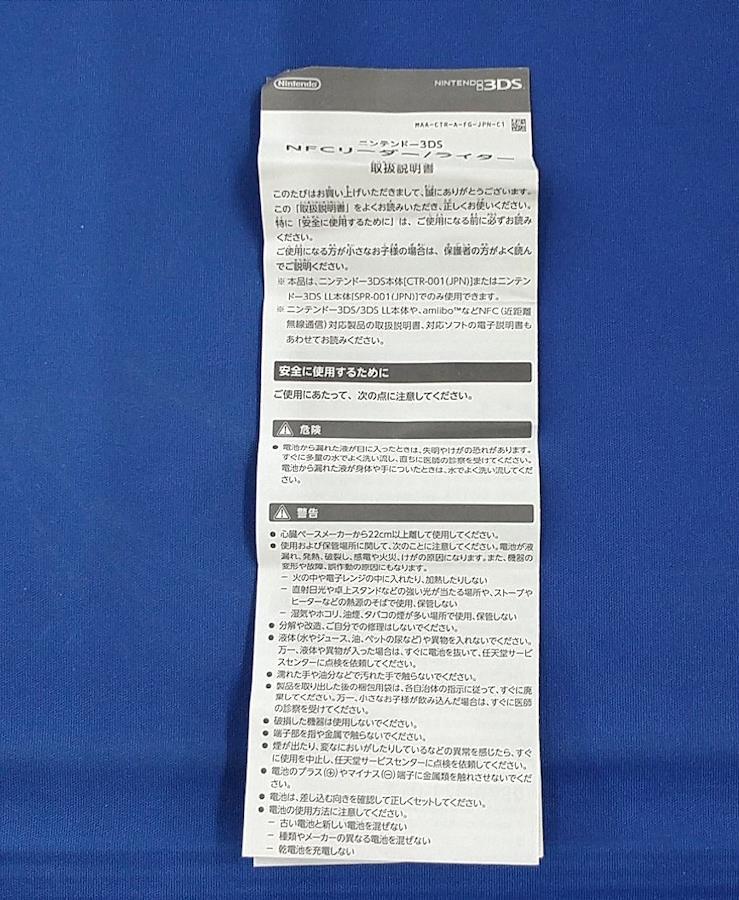 Nintendo NINTENDO3DS
MAA-CTR-A-FG-JPN-C1
ニンテンドー3DS
NFCリーダー/ライター
取扱説明書
このたびはお買い上げいただきまして、誠にありがとうございます。
この「取扱説明書」をよくお読みいただき、正しくお使いください。
特に「安全に使用するために」は、ご使用になる前に必ずお読み
ください。
ご使用になる方が小さなお子様の場合は、保護者の方がよく読ん
でご説明ください。
※本品は、ニンテンドー3DS本体[CTR-001(JPN)]またはニンテン
ドー3DS LL本体[SPR-001(JPN)]でのみ使用できます。
※ニンテンドー3DS/3DS LL本体や、amiibo™などNFC(近距離
無線通信)対応製品の取扱説明書、対応ソフトの電子説明書も
あわせてお読みください。
安全に使用するために
ご使用にあたって、次の点に注意してください。
危険
● 電池から漏れた液が目に入ったときは、失明やけがの恐れがあります。
すぐに多量の水でよく洗い流し、直ちに医師の診察を受けてください。
電池から漏れた液が身体や手についたときは、水でよく洗い流してくだ
さい。
警告
● 心臓ペースメーカーから22cm以上離して使用してください。
● 使用および保管場所に関して、次のことに注意してください。電池が液
漏れ、発熱、破裂し、感電や火災、けがの原因になります。また、機器の
変形や故障、誤作動の原因にもなります。
− 火の中や電子レンジの中に入れたり、加熱したりしない
− 直射日光や卓上スタンドなどの強い光が当たる場所や、ストーブや
ヒーターなどの熱源のそばで使用、保管しない
− 湿気やホコリ、油煙、タバコの煙が多い場所で使用、保管しない
● 分解や改造、ご自分での修理はしないでください。
● 液体(水やジュース、油、ペットの尿など)や異物を入れないでください。
万一、液体や異物が入った場合は、すぐに電池を抜いて、任天堂サービ
スセンターに点検を依頼してください。
● 濡れた手や油分などで汚れた手で触らないでください。
● 製品を取り出した後の梱包用袋は、各自治体の指示に従って、すぐに廃
棄してください。万一、小さなお子様が飲み込んだ場合は、すぐに医師
の診察を受けてください。
● 破損した機器は使用しないでください。
● 端子部を指や金属で触らないでください。
● 煙が出たり、変なにおいがしたりしているなどの異常を感じたら、すぐ
に使用を中止し、任天堂サービスセンターに点検を依頼してください。
● 電池のプラス(⊕)やマイナス(⊖)端子に金属類を触れさせないでくだ
さい。
● 電池は、差し込む向きを確認して正しくセットしてください。
● 電池の使用方法に注意してください。
− 古い電池と新しい電池を混ぜない
− 種類やメーカーの異なる電池を混ぜない
− 乾電池を充電しない